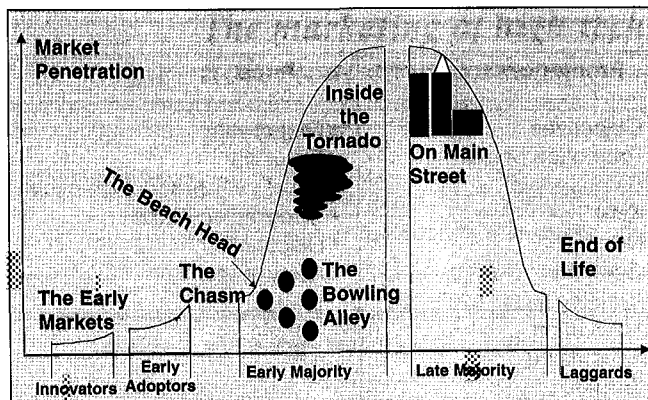 Market
Penetration
Inside
the
Tornado
On Main
Street
The Beach Head
The
Chasm
The
Bowling
Alley
End of
Life
The Early
Markets
Innovators
Early
Adoptors
Early Majority
Late Majority
Laggards